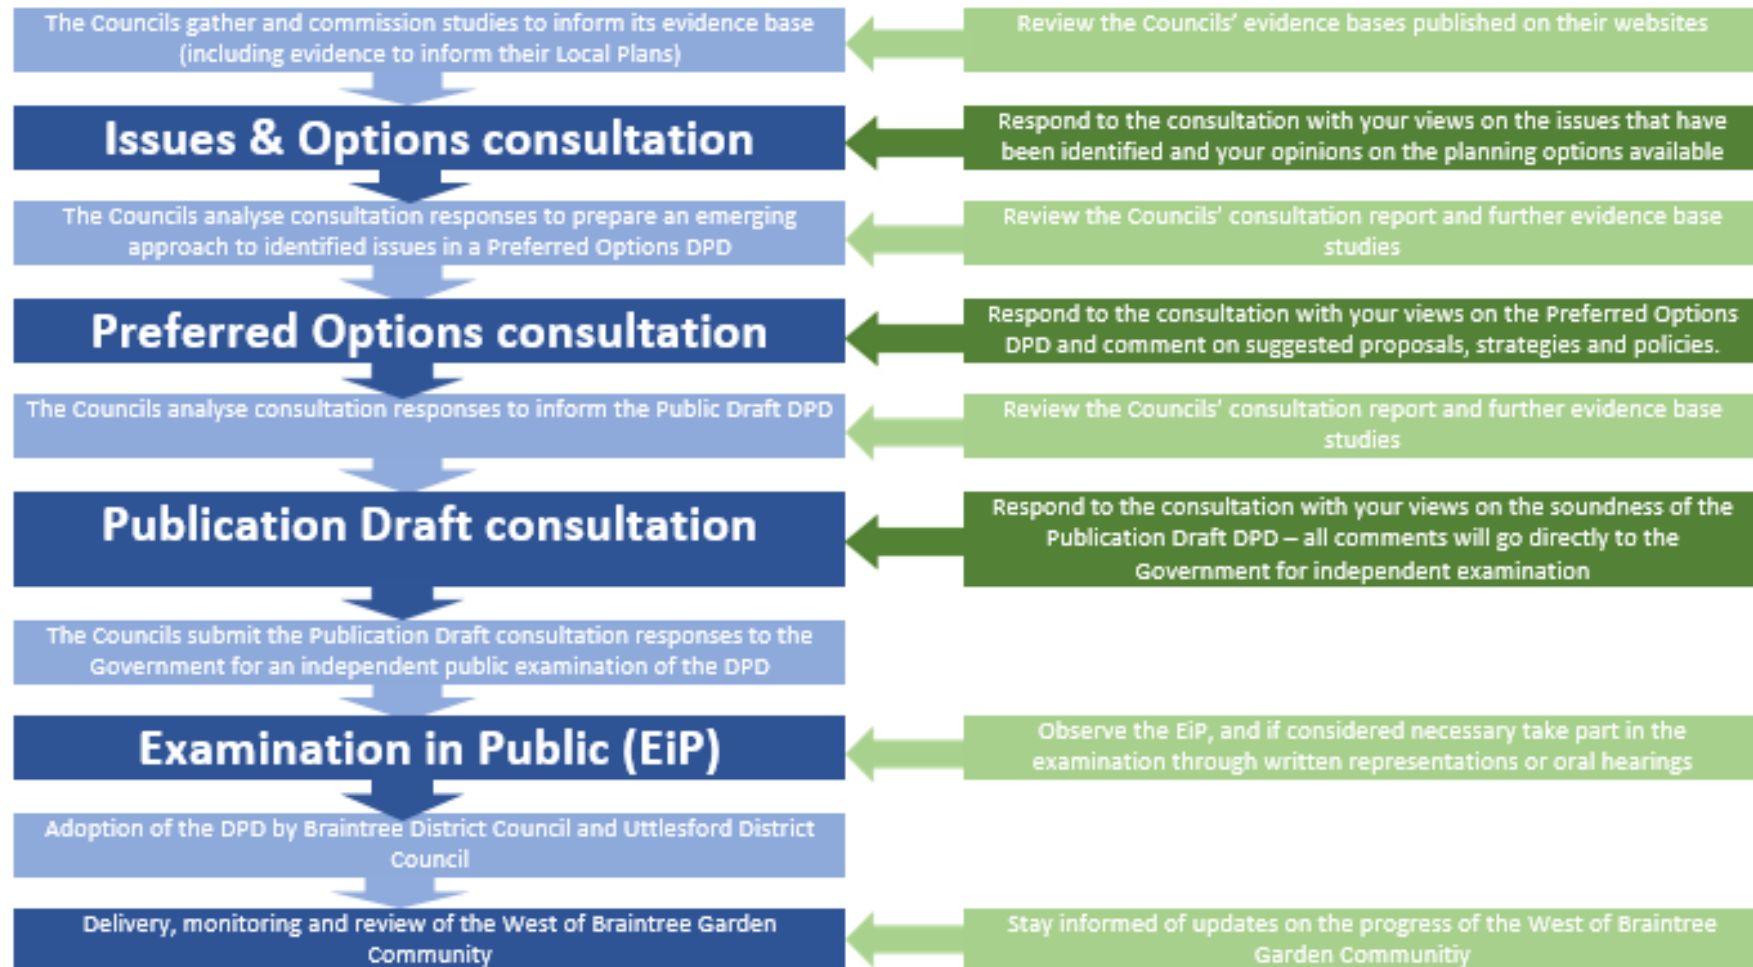 The Councils gather and commission studies to inform its evidence base
(including evidence to inform their Local Plans)
Review the Councils' evidence bases published on their websites
Issues & Options consultation
Respond to the consultation with your views on the issues that have
been identified and your opinions on the planning options available
The Councils analyse consultation responses to prepare an emerging
approach to identified issues in a Preferred Options DPD
Review the Councils' consultation report and further evidence base
studies
Preferred Options consultation
Respond to the consultation with your views on the Preferred Options
DPD and comment on suggested proposals, strategies and policies.
The Councils analyse consultation responses to inform the Public Draft DPD
Review the Councils' consultation report and further evidence base
studies
Publication Draft consultation
Respond to the consultation with your views on the soundness of the
Publication Draft DPD – all comments will go directly to the
Government for independent examination
The Councils submit the Publication Draft consultation responses to the
Government for an independent public examination of the DPD
Examination in Public (EiP)
Observe the EiP, and if considered necessary take part in the
examination through written representations or oral hearings
Adoption of the DPD by Braintree District Council and Uttlesford District
Council
Delivery, monitoring and review of the West of Braintree Garden
Community
Stay informed of updates on the progress of the West of Braintree
Garden Communitiy